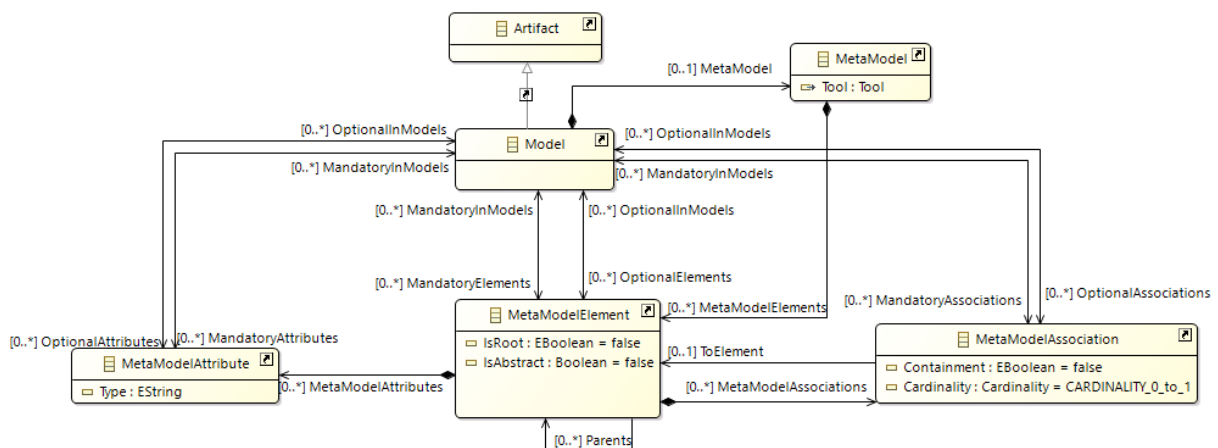 Artifact
MetaModel
[0..1] MetaModel
Tool : Tool
[0..*] OptionalInModels
[0..*] OptionalInModels
Model
[0..*] MandatoryInModels
[0..*] MandatoryInModels
[0..*] MandatoryInModels
[0..*] OptionalInModels
[0..*] MandatoryElements
[0..*] OptionalElements
[0..*] OptionalAssociations
[0..*] MandatoryAssociations
[0..*] MetaModelElements
MetaModelElement
IsRoot : EBoolean = false
IsAbstract : Boolean = false
[0..*] OptionalAttributes
[0..*] MandatoryAttributes
MetaModelAttribute
Type : EString
[0..*] MetaModelAttributes
[0..1] ToElement
[0..*] MetaModelAssociations
MetaModelAssociation
Containment : EBoolean = false
Cardinality : Cardinality = CARDINALITY_0_to_1
[0..*] Parents